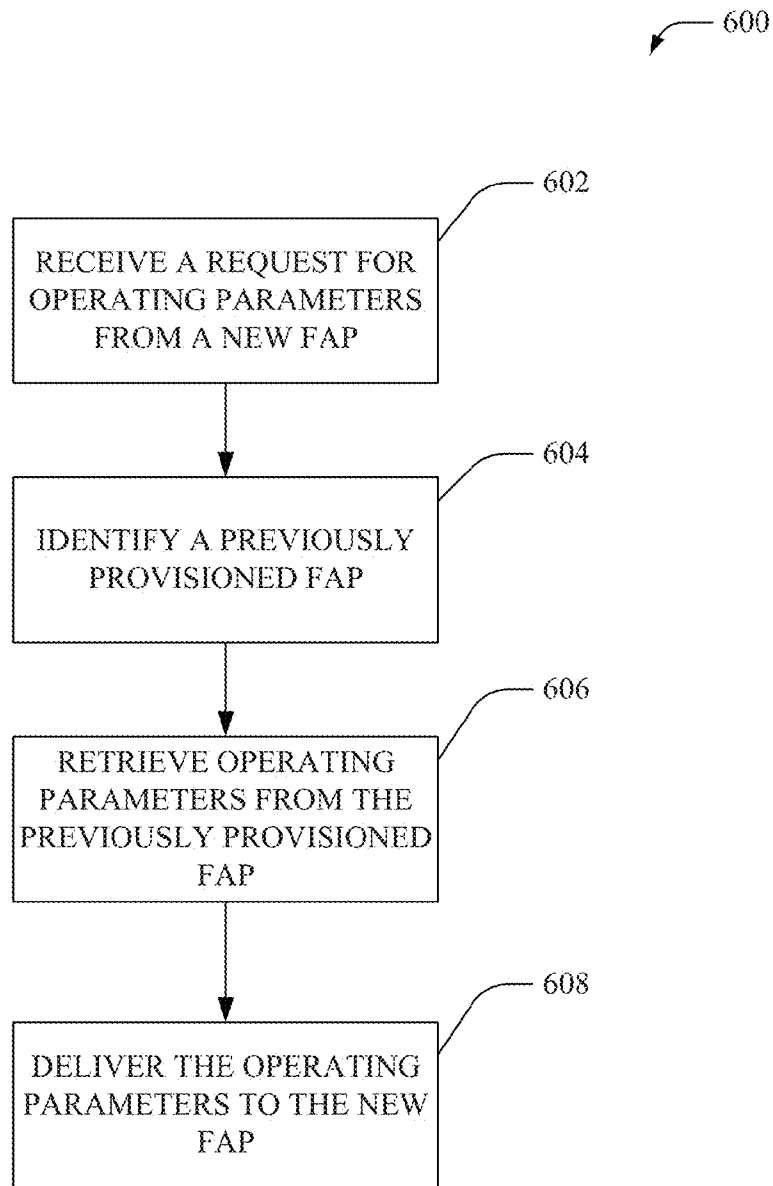 600
602
RECEIVE A REQUEST FOR
OPERATING PARAMETERS
FROM A NEW FAP
604
IDENTIFY A PREVIOUSLY
PROVISIONED FAP
606
RETRIEVE OPERATING
PARAMETERS FROM THE
PREVIOUSLY PROVISIONED
FAP
608
DELIVER THE OPERATING
PARAMETERS TO THE NEW
FAP